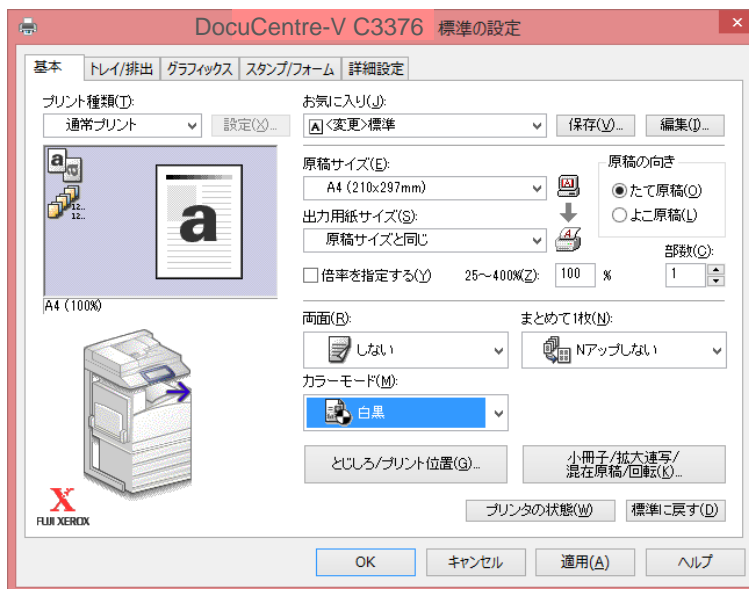 DocuCentre-V C3376 標準の設定
基本 トレイ/排出 グラフィックス スタンプ/フォーム 詳細設定
プリント種類(T):
通常プリント 設定(X)...
お気に入り(J):
A <変更>標準 保存(V)... 編集(I)...
a a
12..
12..
a
A4 (100%)
原稿サイズ(E):
A4 (210x297mm)
原稿の向き
たて原稿(O)
よこ原稿(L)
出力用紙サイズ(S):
原稿サイズと同じ
部数(C):
倍率を指定する(Y) 25～400%(Z): 100 % 1
両面(R): まとめて1枚(N):
しない Nアップしない
カラーモード(M):
白黒
とじしろ/プリント位置(G)... 小冊子/拡大連写/
混在原稿/回転(K)...
X
FUJI XEROX
プリンタの状態(W) 標準に戻す(D)
OK キャンセル 適用(A) ヘルプ